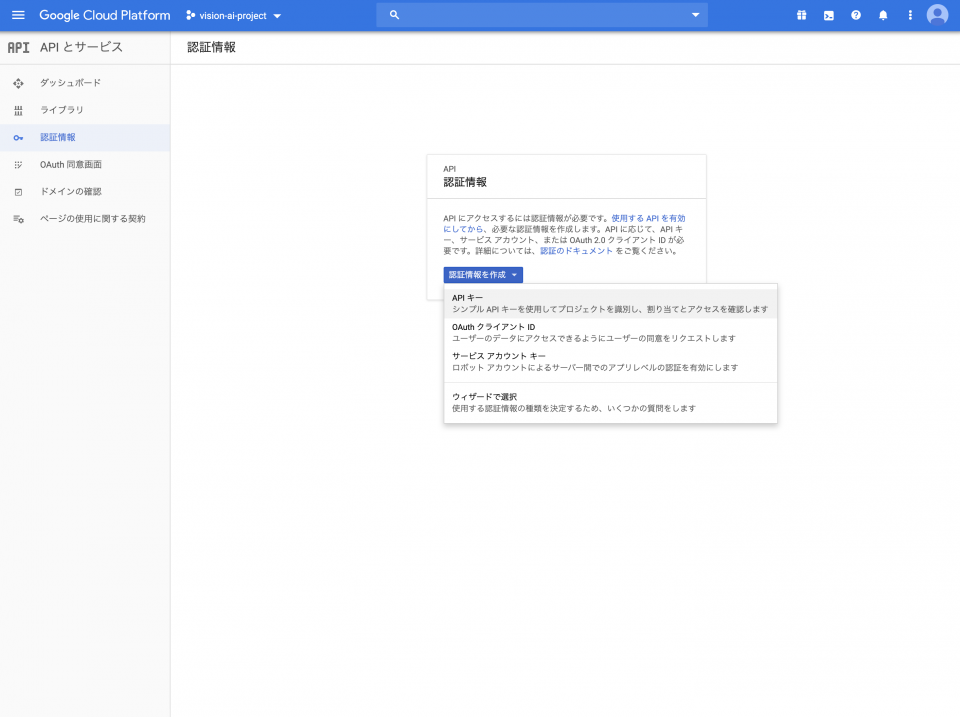 Google Cloud Platform
vision-ai-project
API API とサービス
認証情報
ダッシュボード
ライブラリ
認証情報
OAuth 同意画面
ドメインの確認
ページの使用に関する契約
API
認証情報
API にアクセスするには認証情報が必要です。使用する API を有効
にしてから、必要な認証情報を作成します。API に応じて、API キ
ー、サービス アカウント、または OAuth 2.0 クライアント ID が必
要です。詳細については、認証のドキュメント をご覧ください。
認証情報を作成
API キー
シンプル API キーを使用してプロジェクトを識別し、割り当てとアクセスを確認します
OAuth クライアント ID
ユーザーのデータにアクセスできるようにユーザーの同意をリクエストします
サービス アカウント キー
ロボット アカウントによるサーバー間でのアプリレベルの認証を有効にします
ウィザードで選択
使用する認証情報の種類を決定するため、いくつかの質問をします